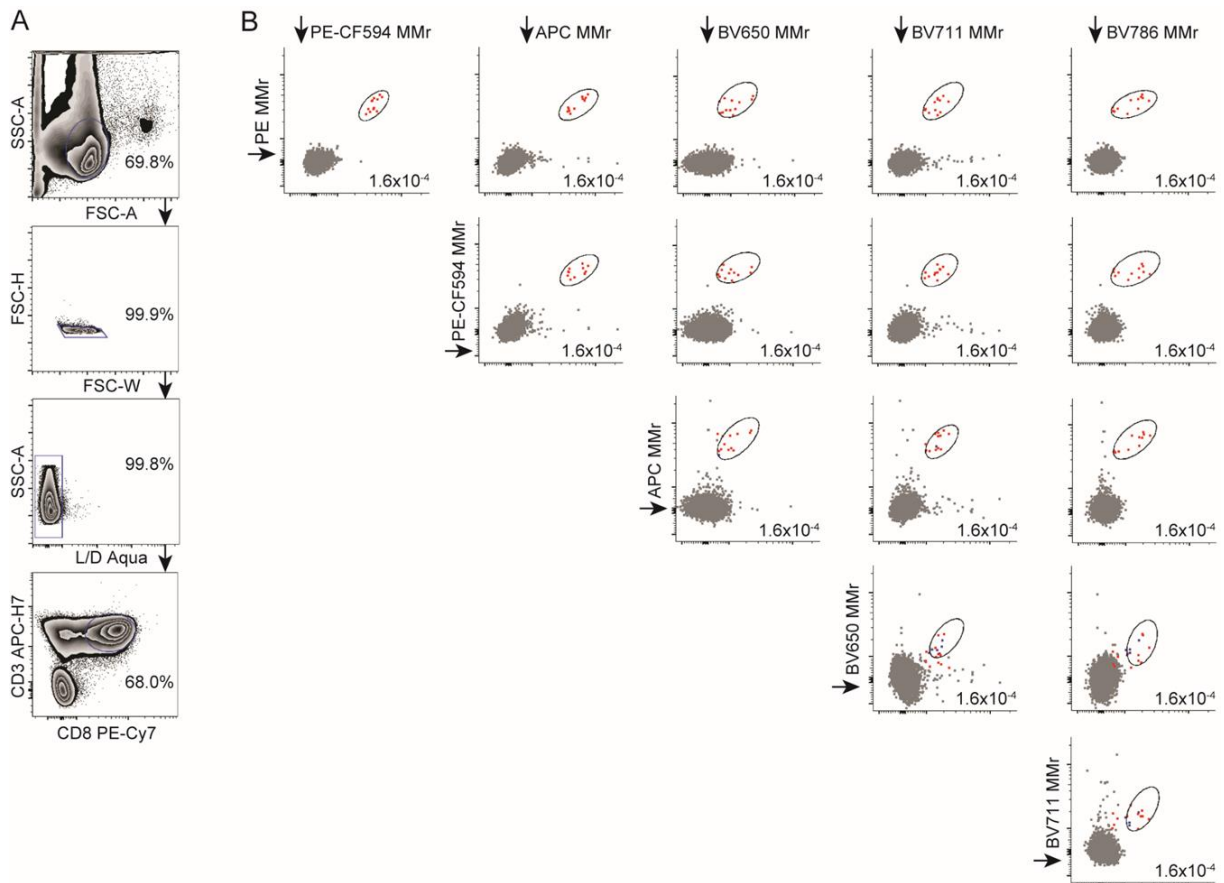 A
SSC-A
69.8%
FSC-A
FSC-H
99.9%
FSC-W
SSC-A
99.8%
L/D Aqua
CD3 APC-H7
68.0%
CD8 PE-Cy7
B
PE-CF594 MMr
APC MMr
BV650 MMr
BV711 MMr
BV786 MMr
PE MMr
1.6x10⁻⁴
1.6x10⁻⁴
1.6x10⁻⁴
1.6x10⁻⁴
1.6x10⁻⁴
PE-CF594 MMr
1.6x10⁻⁴
1.6x10⁻⁴
1.6x10⁻⁴
1.6x10⁻⁴
APC MMr
1.6x10⁻⁴
1.6x10⁻⁴
1.6x10⁻⁴
BV650 MMr
1.6x10⁻⁴
1.6x10⁻⁴
BV711 MMr
1.6x10⁻⁴